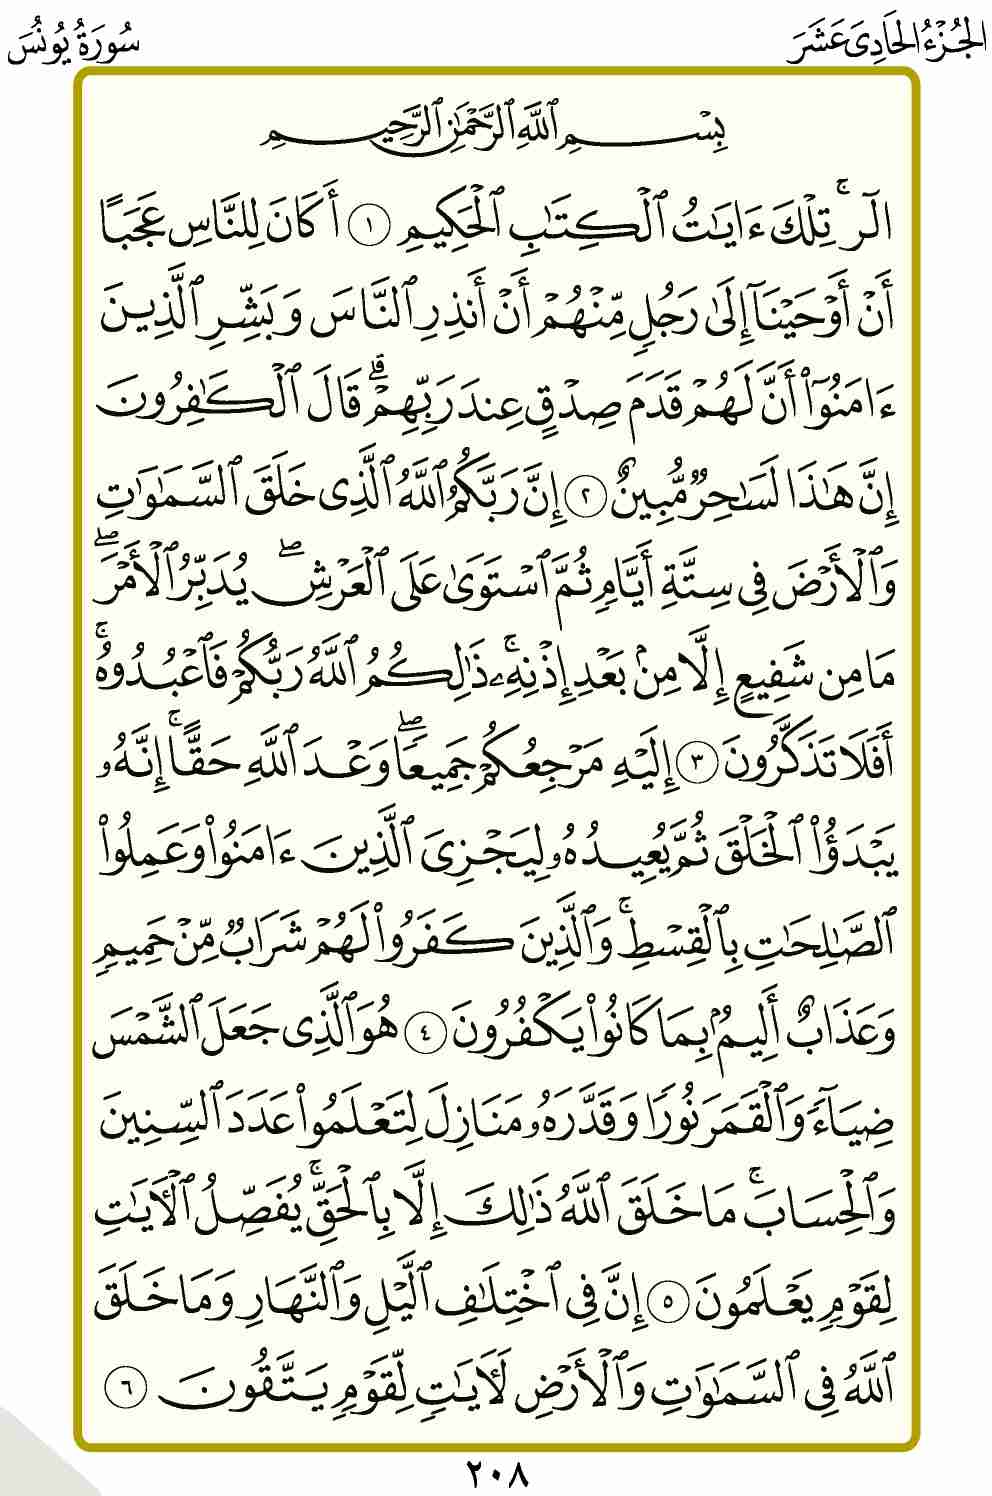 الجُزْءُ الحَادِىَ عَشَرَ
سُورَةُ يُونُسَ
بِسْمِ ٱللَّهِ ٱلرَّحْمَٰنِ ٱلرَّحِيمِ
الٓرۚ تِلْكَ ءَايَٰتُ ٱلْكِتَٰبِ ٱلْحَكِيمِ ١ أَكَانَ لِلنَّاسِ عَجَبًا
أَنْ أَوْحَيْنَآ إِلَىٰ رَجُلٍ مِّنْهُمْ أَنْ أَنذِرِ ٱلنَّاسَ وَبَشِّرِ ٱلَّذِينَ
ءَامَنُوٓا۟ أَنَّ لَهُمْ قَدَمَ صِدْقٍ عِندَ رَبِّهِمْ ۗ قَالَ ٱلْكَٰفِرُونَ
إِنَّ هَٰذَا لَسَٰحِرٌ مُّبِينٌ ٢ إِنَّ رَبَّكُمُ ٱللَّهُ ٱلَّذِى خَلَقَ ٱلسَّمَٰوَٰتِ
وَٱلْأَرْضَ فِى سِتَّةِ أَيَّامٍ ثُمَّ ٱسْتَوَىٰ عَلَى ٱلْعَرْشِ ۖ يُدَبِّرُ ٱلْأَمْرَ ۖ
مَا مِن شَفِيعٍ إِلَّا مِنۢ بَعْدِ إِذْنِهِۦ ۚ ذَٰلِكُمُ ٱللَّهُ رَبُّكُمْ فَٱعْبُدُوهُ ۚ
أَفَلَا تَذَكَّرُونَ ٣ إِلَيْهِ مَرْجِعُكُمْ جَمِيعًا ۖ وَعْدَ ٱللَّهِ حَقًّا ۚ إِنَّهُۥ
يَبْدَؤُا۟ ٱلْخَلْقَ ثُمَّ يُعِيدُهُۥ لِيَجْزِىَ ٱلَّذِينَ ءَامَنُوا۟ وَعَمِلُوا۟
ٱلصَّٰلِحَٰتِ بِٱلْقِسْطِ ۚ وَٱلَّذِينَ كَفَرُوا۟ لَهُمْ شَرَابٌ مِّنْ حَمِيمٍ
وَعَذَابٌ أَلِيمٌۢ بِمَا كَانُوا۟ يَكْفُرُونَ ٤ هُوَ ٱلَّذِى جَعَلَ ٱلشَّمْسَ
ضِيَآءً وَٱلْقَمَرَ نُورًا وَقَدَّرَهُۥ مَنَازِلَ لِتَعْلَمُوا۟ عَدَدَ ٱلسِّنِينَ
وَٱلْحِسَابَ ۚ مَا خَلَقَ ٱللَّهُ ذَٰلِكَ إِلَّا بِٱلْحَقِّ ۚ يُفَصِّلُ ٱلْءَايَٰتِ
لِقَوْمٍ يَعْلَمُونَ ٥ إِنَّ فِى ٱخْتِلَٰفِ ٱلَّيْلِ وَٱلنَّهَارِ وَمَا خَلَقَ
ٱللَّهُ فِى ٱلسَّمَٰوَٰتِ وَٱلْأَرْضِ لَءَايَٰتٍ لِّقَوْمٍ يَتَّقُونَ ٦
٢٠٨